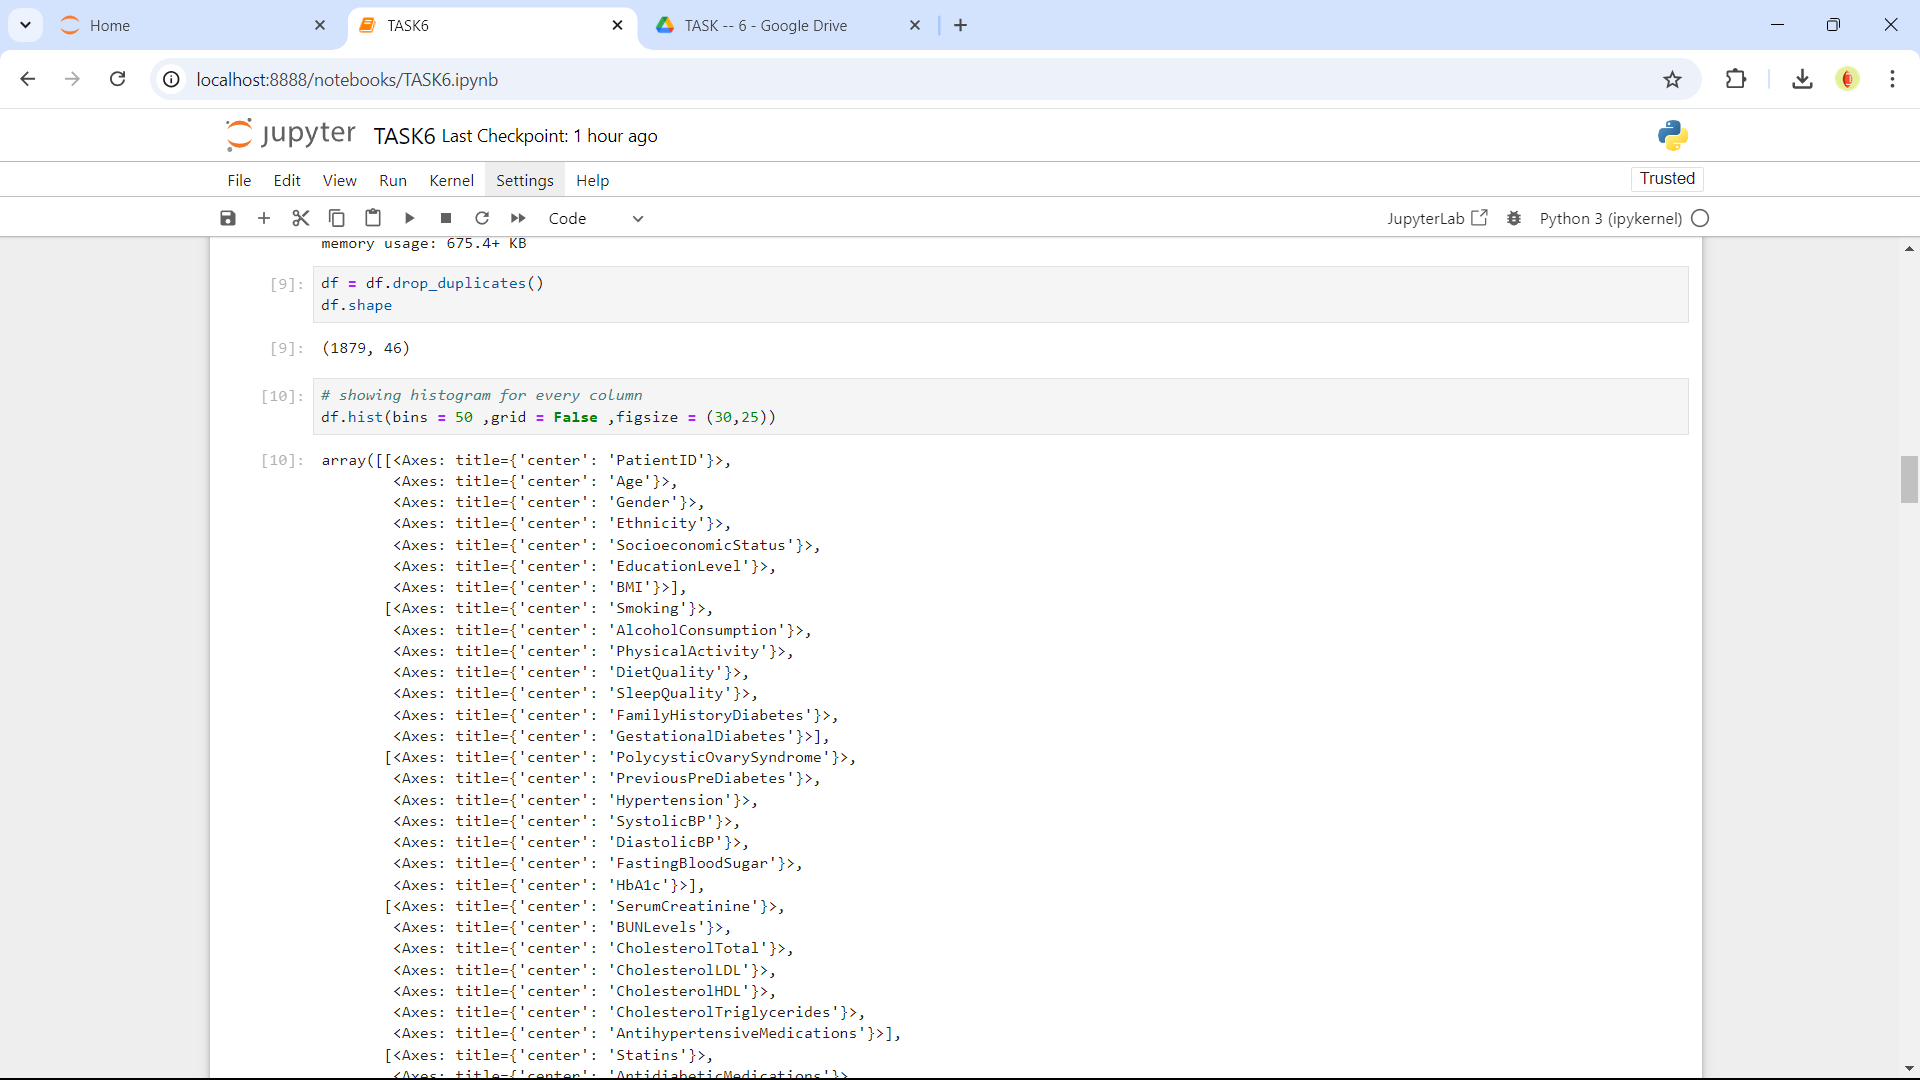 Home
TASK6
TASK -- 6 - Google Drive
localhost:8888/notebooks/TASK6.ipynb
jupyter TASK6 Last Checkpoint: 1 hour ago
File Edit View Run Kernel Settings Help
Trusted
Code
JupyterLab
Python 3 (ipykernel)
memory usage: 675.4+ KB
[9]: df = df.drop_duplicates()
df.shape
[9]: (1879, 46)
[10]: # showing histogram for every column
df.hist(bins = 50 ,grid = False ,figsize = (30,25))
[10]: array([[<Axes: title={'center': 'PatientID'}>,
<Axes: title={'center': 'Age'}>,
<Axes: title={'center': 'Gender'}>,
<Axes: title={'center': 'Ethnicity'}>,
<Axes: title={'center': 'SocioeconomicStatus'}>,
<Axes: title={'center': 'EducationLevel'}>,
<Axes: title={'center': 'BMI'}>],
[<Axes: title={'center': 'Smoking'}>,
<Axes: title={'center': 'AlcoholConsumption'}>,
<Axes: title={'center': 'PhysicalActivity'}>,
<Axes: title={'center': 'DietQuality'}>,
<Axes: title={'center': 'SleepQuality'}>,
<Axes: title={'center': 'FamilyHistoryDiabetes'}>,
<Axes: title={'center': 'GestationalDiabetes'}>],
[<Axes: title={'center': 'PolycysticOvarySyndrome'}>,
<Axes: title={'center': 'PreviousPreDiabetes'}>,
<Axes: title={'center': 'Hypertension'}>,
<Axes: title={'center': 'SystolicBP'}>,
<Axes: title={'center': 'DiastolicBP'}>,
<Axes: title={'center': 'FastingBloodSugar'}>,
<Axes: title={'center': 'HbA1c'}>],
[<Axes: title={'center': 'SerumCreatinine'}>,
<Axes: title={'center': 'BUNLevels'}>,
<Axes: title={'center': 'CholesterolTotal'}>,
<Axes: title={'center': 'CholesterolLDL'}>,
<Axes: title={'center': 'CholesterolHDL'}>,
<Axes: title={'center': 'CholesterolTriglycerides'}>,
<Axes: title={'center': 'AntihypertensiveMedications'}>],
[<Axes: title={'center': 'Statins'}>,
<Axes: title={'center': 'AntidiabeticMedications'}>,